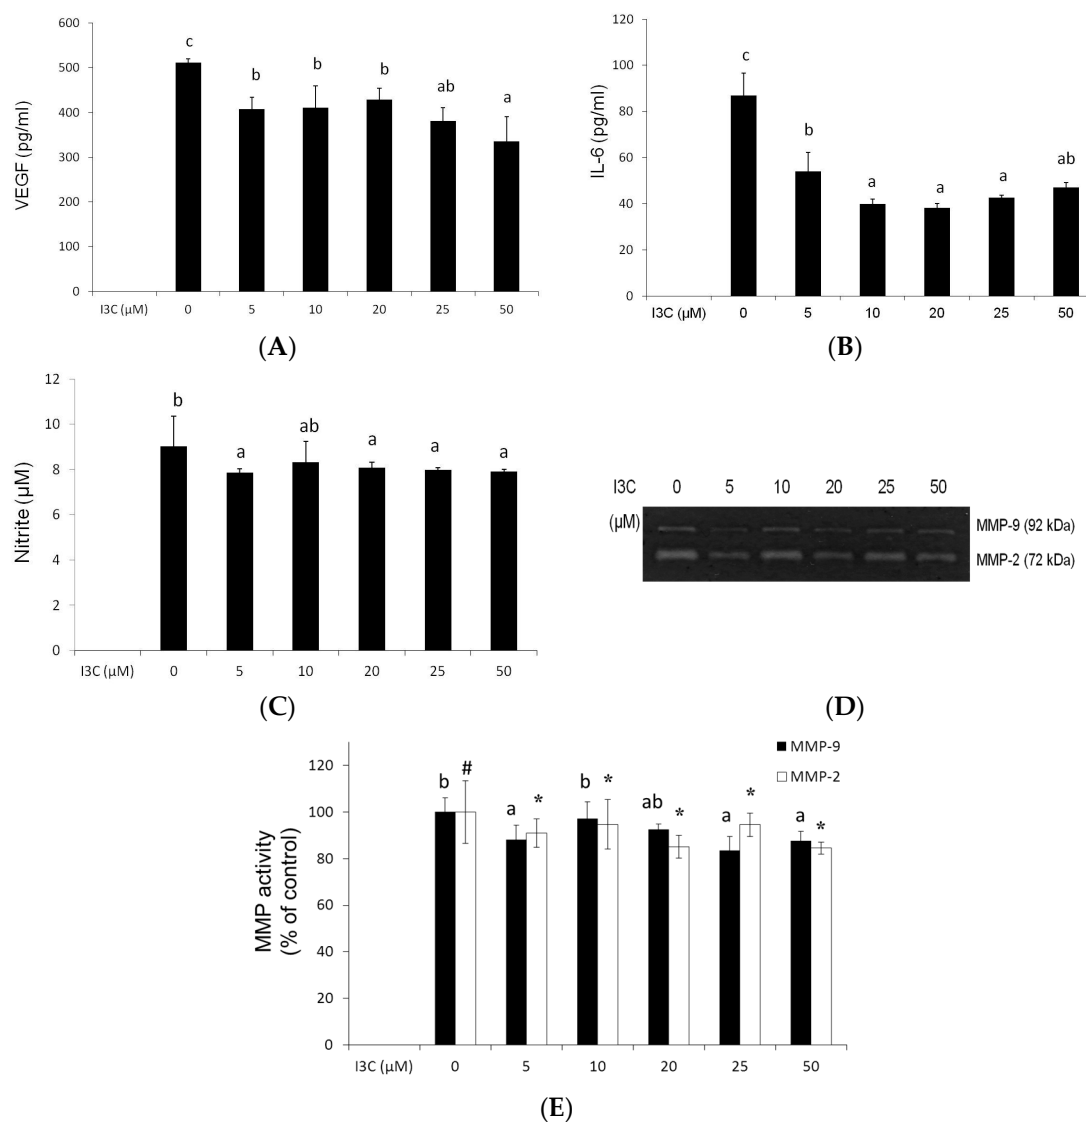 600
500
400
300
200
100
0
VEGF (pg/ml)
c
b
b
b
ab
a
I3C (μM) 0 5 10 20 25 50
(A)
120
100
80
60
40
20
0
IL-6 (pg/ml)
c
b
a
a
a
ab
I3C (μM) 0 5 10 20 25 50
(B)
12
10
8
6
4
2
0
Nitrite (μM)
b
a
ab
a
a
a
I3C (μM) 0 5 10 20 25 50
(C)
I3C 0 5 10 20 25 50
(μM)
MMP-9 (92 kDa)
MMP-2 (72 kDa)
(D)
MMP-9
MMP-2
120
100
80
60
40
20
0
MMP activity
(% of control)
b #
a *
b *
ab *
a *
a *
I3C (μM) 0 5 10 20 25 50
(E)